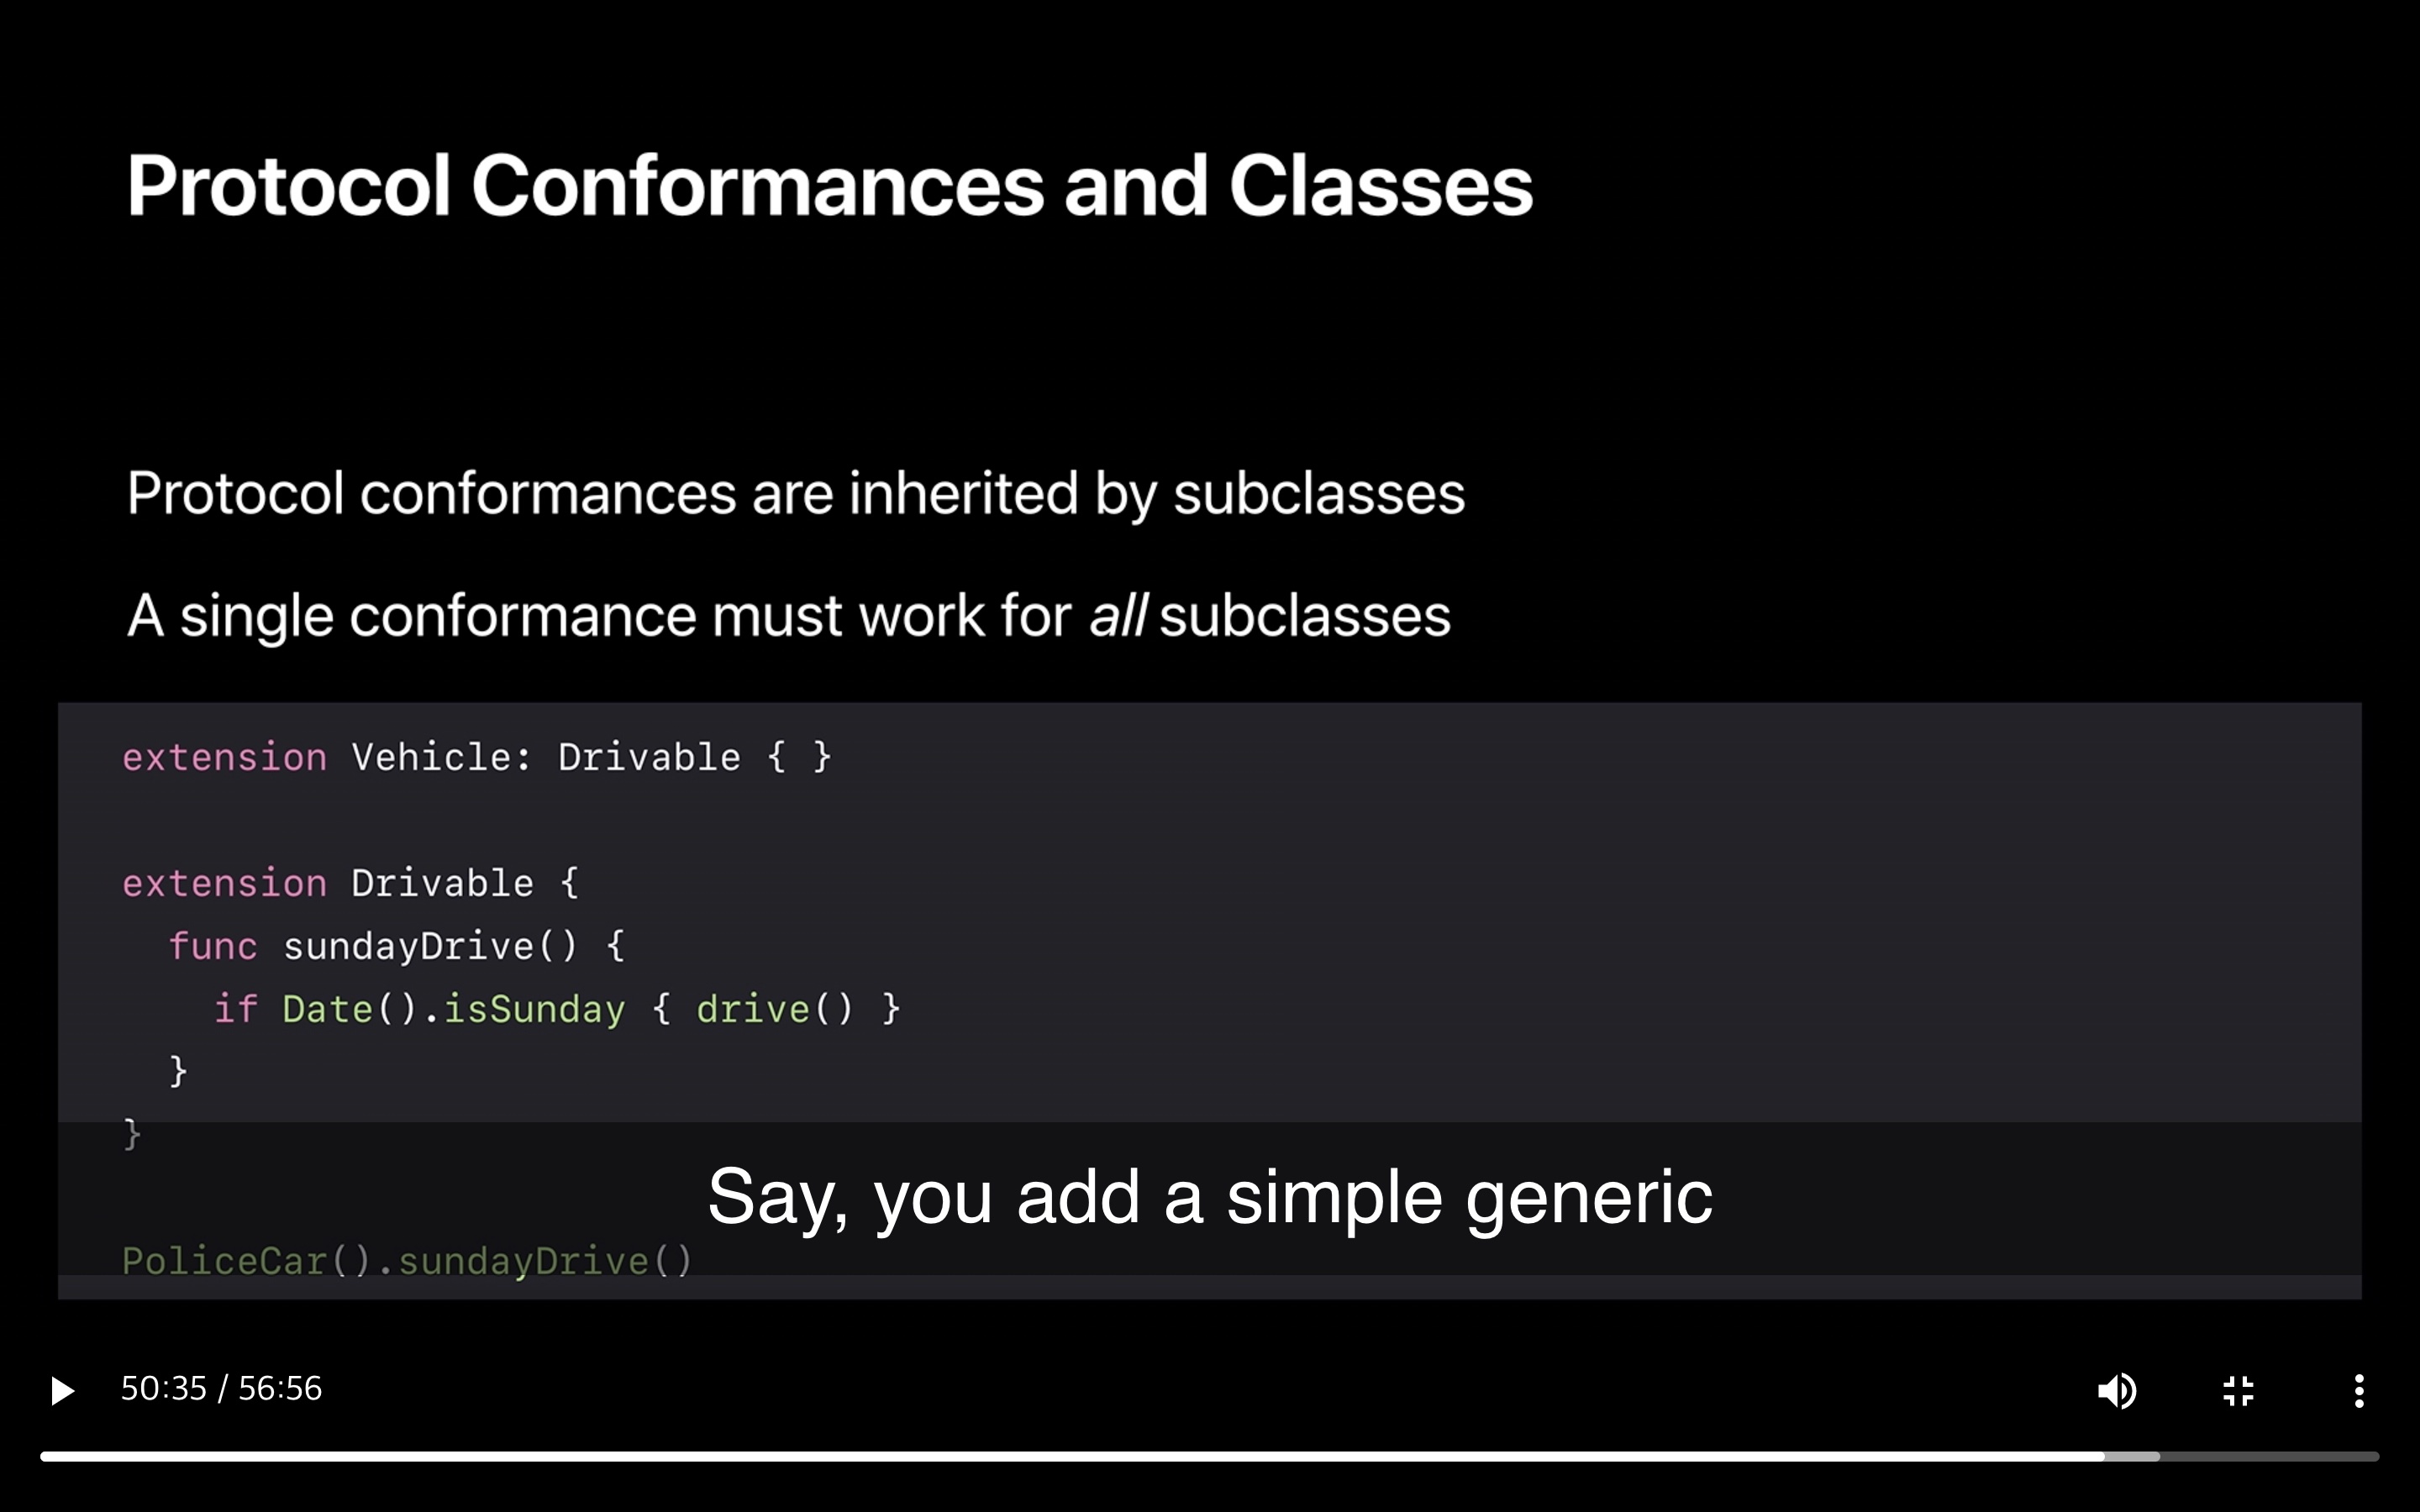 Protocol Conformances and Classes
Protocol conformances are inherited by subclasses
A single conformance must work for all subclasses
extension Vehicle: Drivable { }
extension Drivable {
  func sundayDrive() {
    if Date().isSunday { drive() }
  }
}
Say, you add a simple generic
PoliceCar().sundayDrive()
50:35 / 56:56